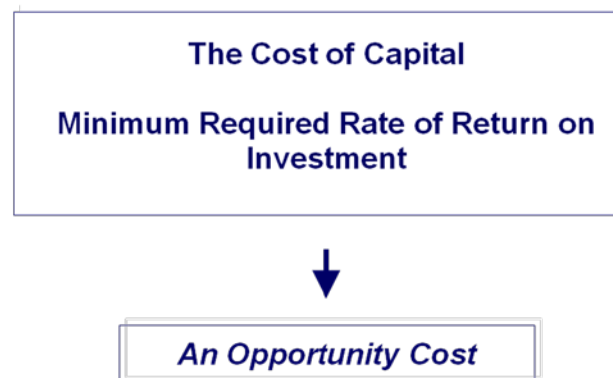 The Cost of Capital
Minimum Required Rate of Return on
Investment
An Opportunity Cost